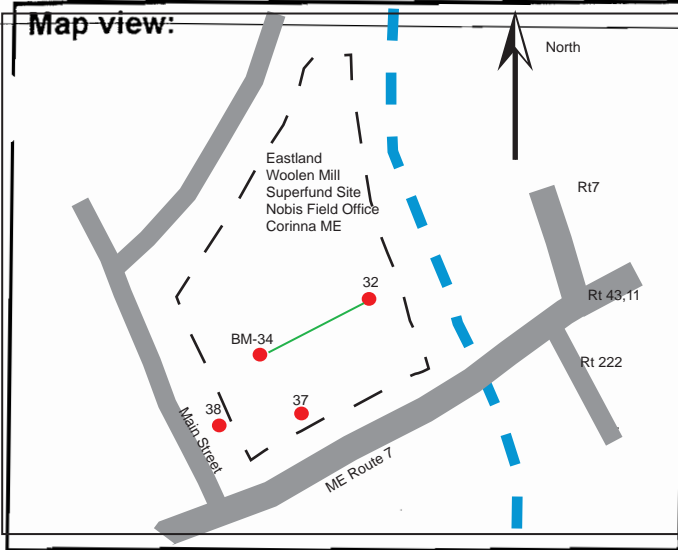 Map view:
North
Eastland
Woolen Mill
Superfund Site
Nobis Field Office
Corinna ME
Rt7
32
Rt 43,11
BM-34
Rt 222
38
37
Main Street
ME Route 7